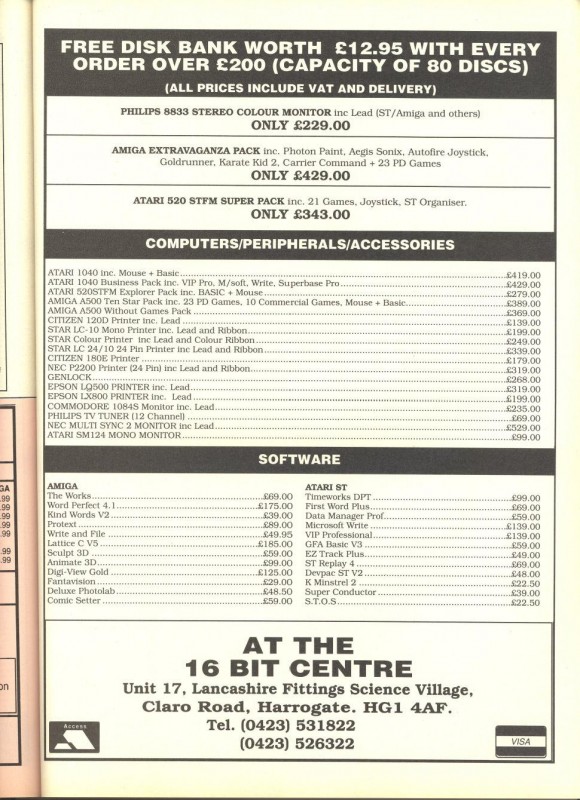 FREE DISK BANK WORTH £12.95 WITH EVERY
ORDER OVER £200 (CAPACITY OF 80 DISCS)
(ALL PRICES INCLUDE VAT AND DELIVERY)
PHILIPS 8833 STEREO COLOUR MONITOR inc Lead (ST/Amiga and others)
ONLY £229.00
AMIGA EXTRAVAGANZA PACK inc. Photon Paint, Aegis Sonix, Autofire Joystick,
Goldrunner, Karate Kid 2, Carrier Command + 23 PD Games
ONLY £429.00
ATARI 520 STFM SUPER PACK inc. 21 Games, Joystick, ST Organiser.
ONLY £343.00
COMPUTERS/PERIPHERALS/ACCESSORIES
ATARI 1040 inc. Mouse + Basic £419.00
ATARI 1040 Business Pack inc. VIP Pro, M/soft, Write, Superbase Pro £429.00
ATARI 520STFM Explorer Pack inc. BASIC + Mouse £279.00
AMIGA A500 Ten Star Pack inc. 23 PD Games, 10 Commercial Games, Mouse + Basic £389.00
AMIGA A500 Without Games Pack £369.00
CITIZEN 120D Printer inc. Lead £139.00
STAR LC-10 Mono Printer inc. Lead and Ribbon £199.00
STAR Colour Printer inc Lead and Colour Ribbon £249.00
STAR LC 24/10 24 Pin Printer inc Lead and Ribbon £339.00
CITIZEN 180E Printer £179.00
NEC P2200 Printer (24 Pin) inc Lead and Ribbon £319.00
GENLOCK £268.00
EPSON LQ500 PRINTER inc. Lead £319.00
EPSON LX800 PRINTER inc. Lead £199.00
COMMODORE 1084S Monitor inc. Lead £235.00
PHILIPS TV TUNER (12 Channel) £69.00
NEC MULTI SYNC 2 MONITOR inc Lead £529.00
ATARI SM124 MONO MONITOR £99.00
SOFTWARE
AMIGA
The Works £69.00
Word Perfect 4.1 £175.00
Kind Words V2 £39.00
Protext £89.00
Write and File £49.95
Lattice C V5 £185.00
Sculpt 3D £59.00
Animate 3D £99.00
Digi-View Gold £125.00
Fantavision £29.00
Deluxe Photolab £48.50
Comic Setter £59.00
ATARI ST
Timeworks DPT £99.00
First Word Plus £69.00
Data Manager Prof £59.00
Microsoft Write £139.00
VIP Professional £139.00
GFA Basic V3 £59.00
EZ Track Plus £49.00
ST Replay 4 £69.00
Devpac ST V2 £48.00
K Minstrel 2 £22.50
Super Conductor £39.00
S.T.O.S £22.50
AT THE
16 BIT CENTRE
Unit 17, Lancashire Fittings Science Village,
Claro Road, Harrogate. HG1 4AF.
Tel. (0423) 531822
(0423) 526322
Access
VISA
GA
.99
.99
.99
.99
.99
.99
on